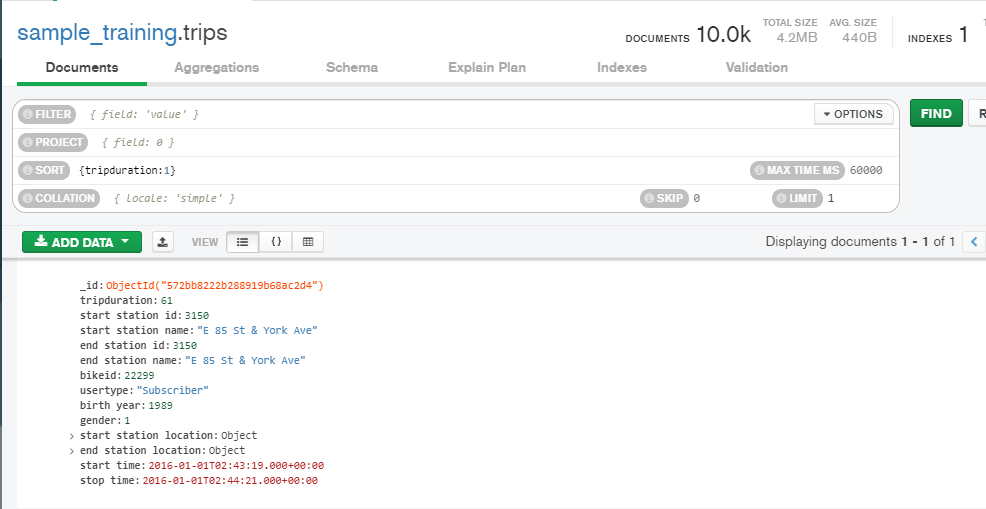 sample_training.trips
DOCUMENTS 10.0k TOTAL SIZE 4.2MB AVG. SIZE 440B INDEXES 1
Documents Aggregations Schema Explain Plan Indexes Validation
FILTER { field: 'value' } OPTIONS FIND
PROJECT { field: 0 }
SORT {tripduration:1} MAX TIME MS 60000
COLLATION { locale: 'simple' } SKIP 0 LIMIT 1
ADD DATA VIEW {} Displaying documents 1 - 1 of 1
_id:ObjectId("572bb8222b288919b68ac2d4")
tripduration:61
start station id:3150
start station name:"E 85 St & York Ave"
end station id:3150
end station name:"E 85 St & York Ave"
bikeid:22299
usertype:"Subscriber"
birth year:1989
gender:1
> start station location:Object
> end station location:Object
start time:2016-01-01T02:43:19.000+00:00
stop time:2016-01-01T02:44:21.000+00:00